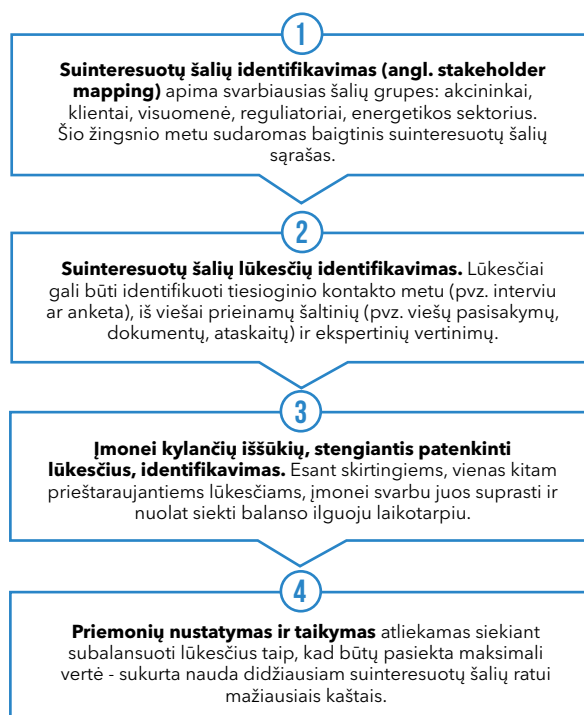 1
Suinteresuotų šalių identifikavimas (angl. stakeholder
mapping) apima svarbiausias šalių grupes: akcininkai,
klientai, visuomenė, reguliatoriai, energetikos sektorius.
Šio žingsnio metu sudaromas baigtinis suinteresuotų šalių
sąrašas.
2
Suinteresuotų šalių lūkesčių identifikavimas. Lūkesčiai
gali būti identifikuoti tiesioginio kontakto metu (pvz. interviu
ar anketa), iš viešai prieinamų šaltinių (pvz. viešų pasisakymų,
dokumentų, ataskaitų) ir ekspertinių vertinimų.
3
Įmonei kylančių iššūkių, stengiantis patenkinti
lūkesčius, identifikavimas. Esant skirtingiems, vienas kitam
prieštaraujantiems lūkesčiams, įmonei svarbu juos suprasti ir
nuolat siekti balanso ilguoju laikotarpiu.
4
Priemonių nustatymas ir taikymas atliekamas siekiant
subalansuoti lūkesčius taip, kad būtų pasiekta maksimali
vertė - sukurta nauda didžiausiam suinteresuotų šalių ratui
mažiausiais kaštais.